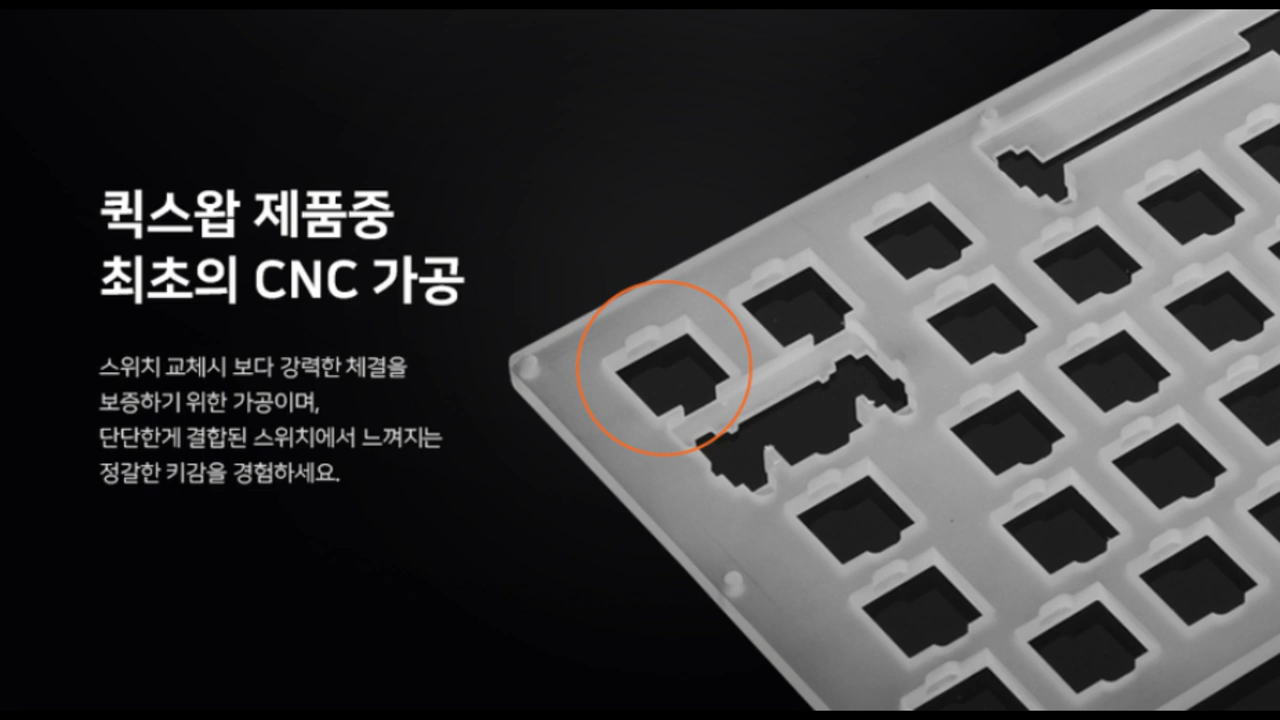 퀵스왑 제품중
최초의 CNC 가공
스위치 교체시 보다 강력한 체결을
보증하기 위한 가공이며,
단단한게 결합된 스위치에서 느껴지는
정갈한 키감을 경험하세요.